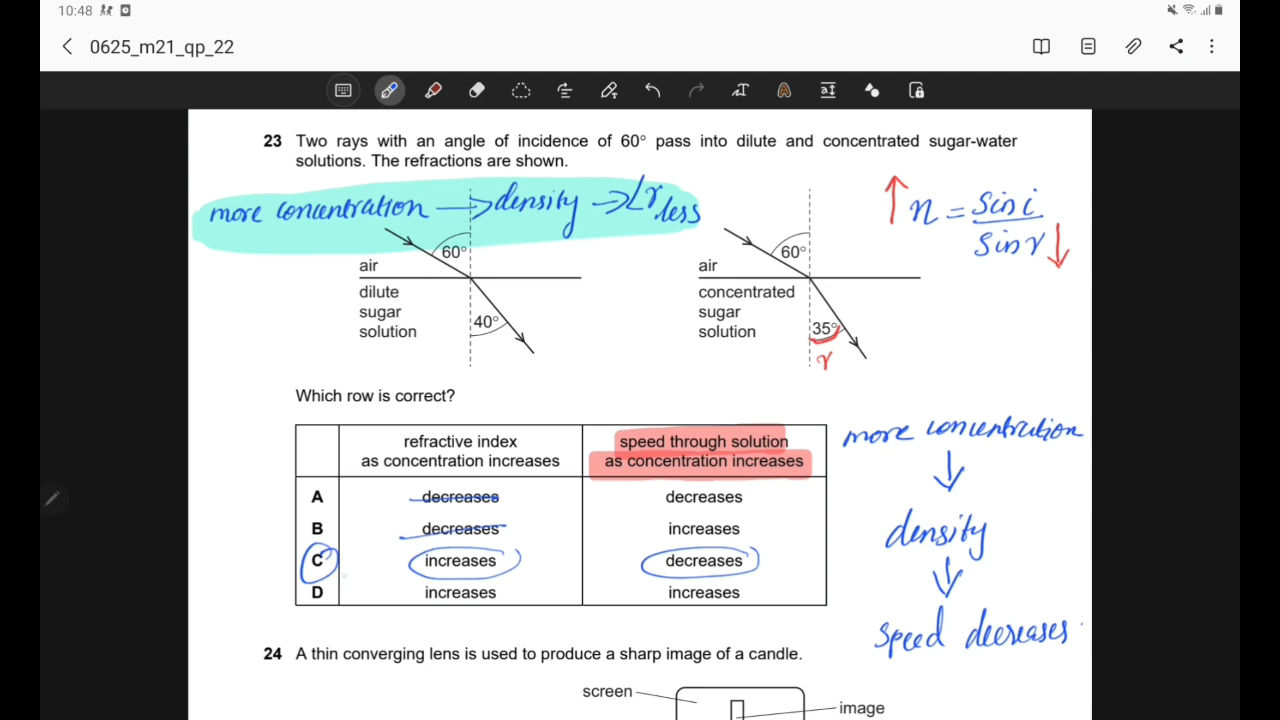 10:48
0625_m21_qp_22
23 Two rays with an angle of incidence of 60° pass into dilute and concentrated sugar-water
solutions. The refractions are shown.
more concentration → density → ∠r less
↑ n = sin i / sin r ↓
60°
air
dilute
sugar
solution
40°
60°
air
concentrated
sugar
solution
35°
r
Which row is correct?
refractive index
as concentration increases
speed through solution
as concentration increases
A decreases decreases
B decreases increases
C increases decreases
D increases increases
more concentration
↓
density
↓
speed decreases
24 A thin converging lens is used to produce a sharp image of a candle.
screen
image